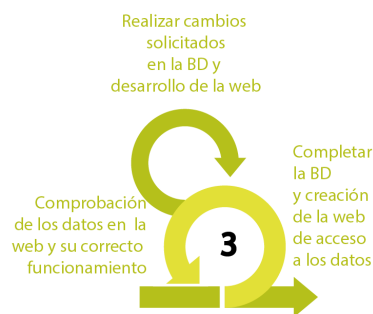 Realizar cambios
solicitados
en la BD y
desarrollo de la web
Completar
la BD
y creación
de la web
de acceso
a los datos
Comprobación
de los datos en la
web y su correcto
funcionamiento
3